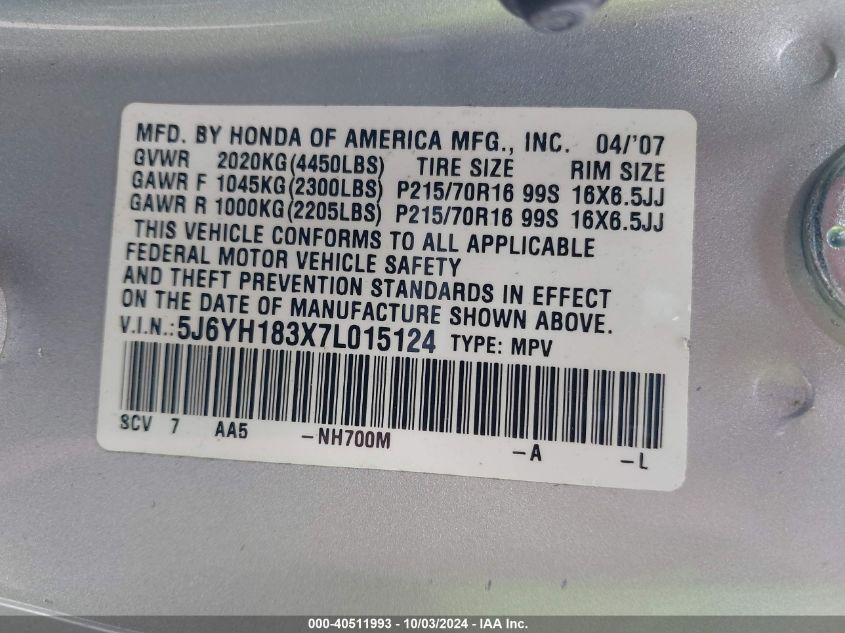 MFD. BY HONDA OF AMERICA MFG., INC. 04/'07
GVWR 2020KG(4450LBS) TIRE SIZE RIM SIZE
GAWR F 1045KG(2300LBS) P215/70R16 99S 16X6.5JJ
GAWR R 1000KG(2205LBS) P215/70R16 99S 16X6.5JJ
THIS VEHICLE CONFORMS TO ALL APPLICABLE
FEDERAL MOTOR VEHICLE SAFETY
AND THEFT PREVENTION STANDARDS IN EFFECT
ON THE DATE OF MANUFACTURE SHOWN ABOVE.
V.I.N.:5J6YH183X7L015124 TYPE: MPV
SCV 7 AA5 -NH700M -A -L
000-40511993 - 10/03/2024 - IAA Inc.